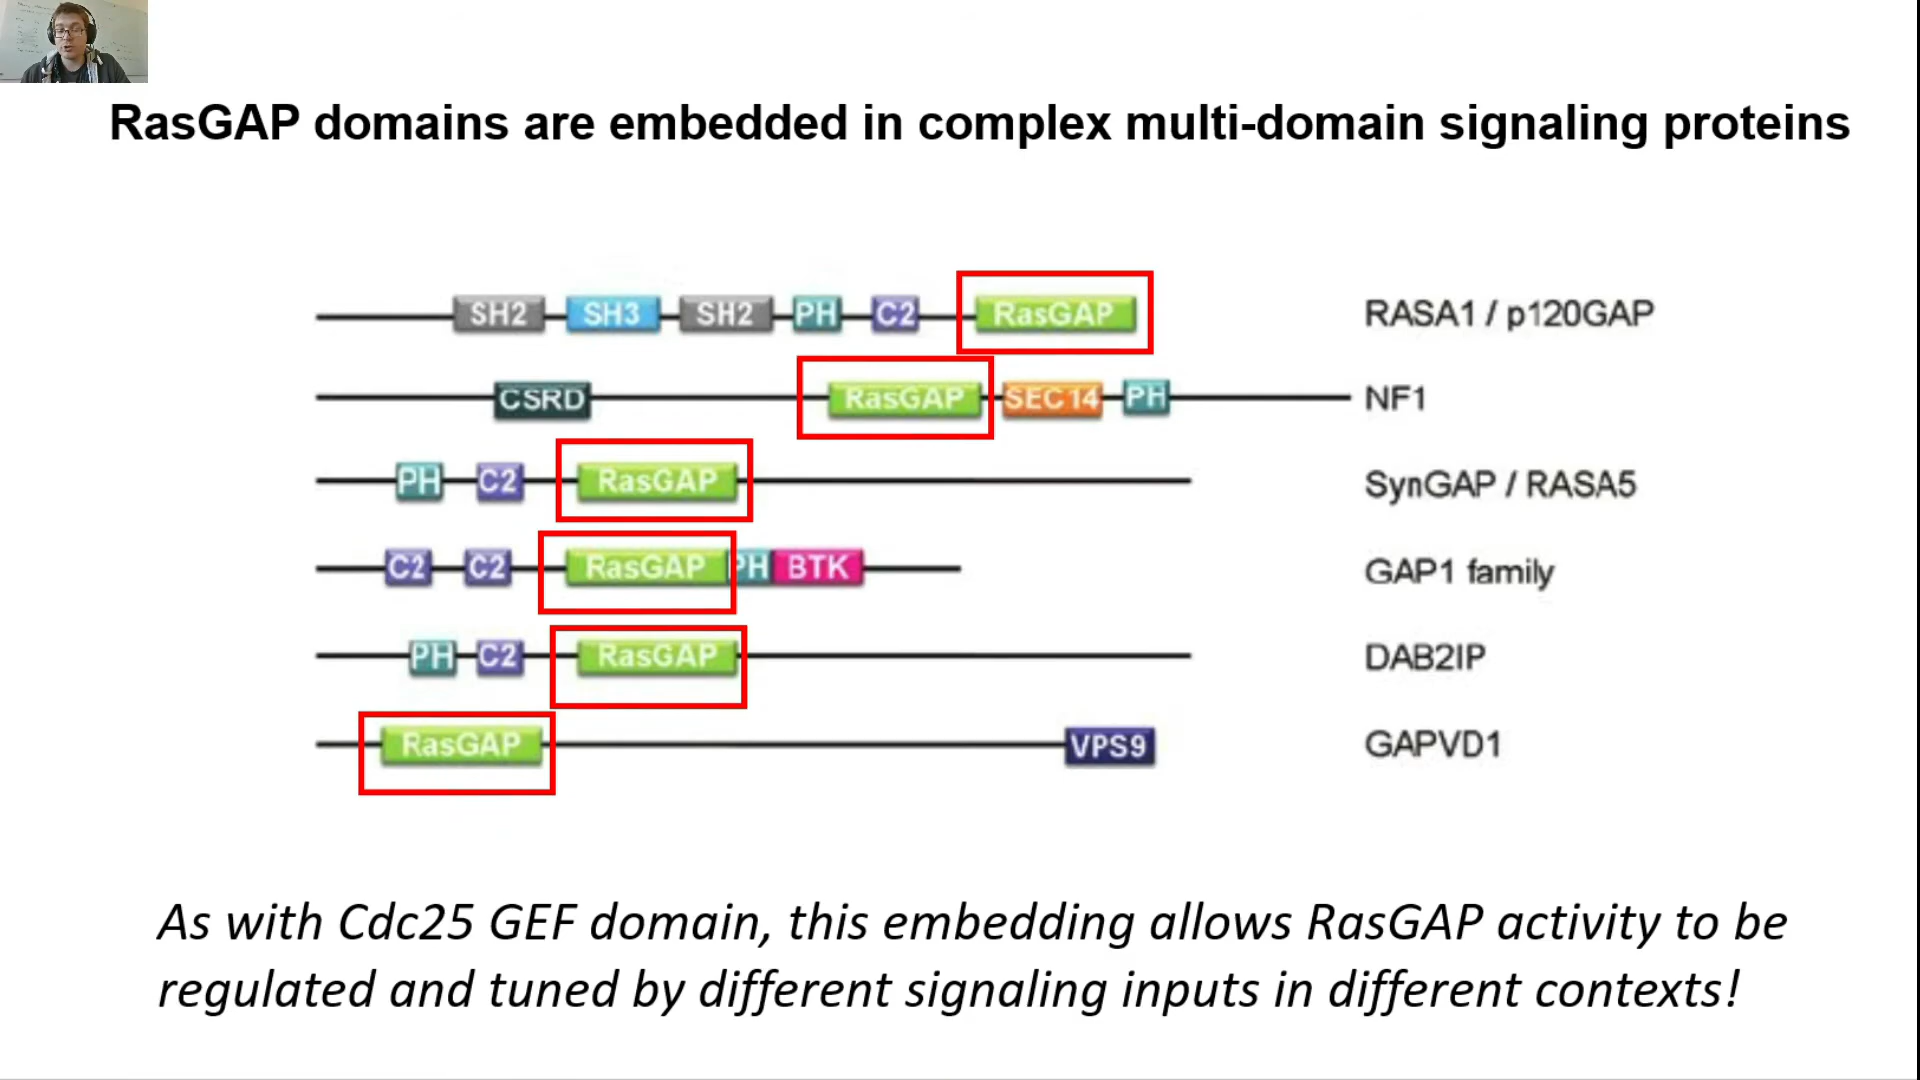 RasGAP domains are embedded in complex multi-domain signaling proteins
SH2 SH3 SH2 PH C2 RasGAP RASA1 / p120GAP
CSRD RasGAP SEC14 PH NF1
PH C2 RasGAP SynGAP / RASA5
C2 C2 RasGAP PH BTK GAP1 family
PH C2 RasGAP DAB2IP
RasGAP VPS9 GAPVD1
As with Cdc25 GEF domain, this embedding allows RasGAP activity to be
regulated and tuned by different signaling inputs in different contexts!